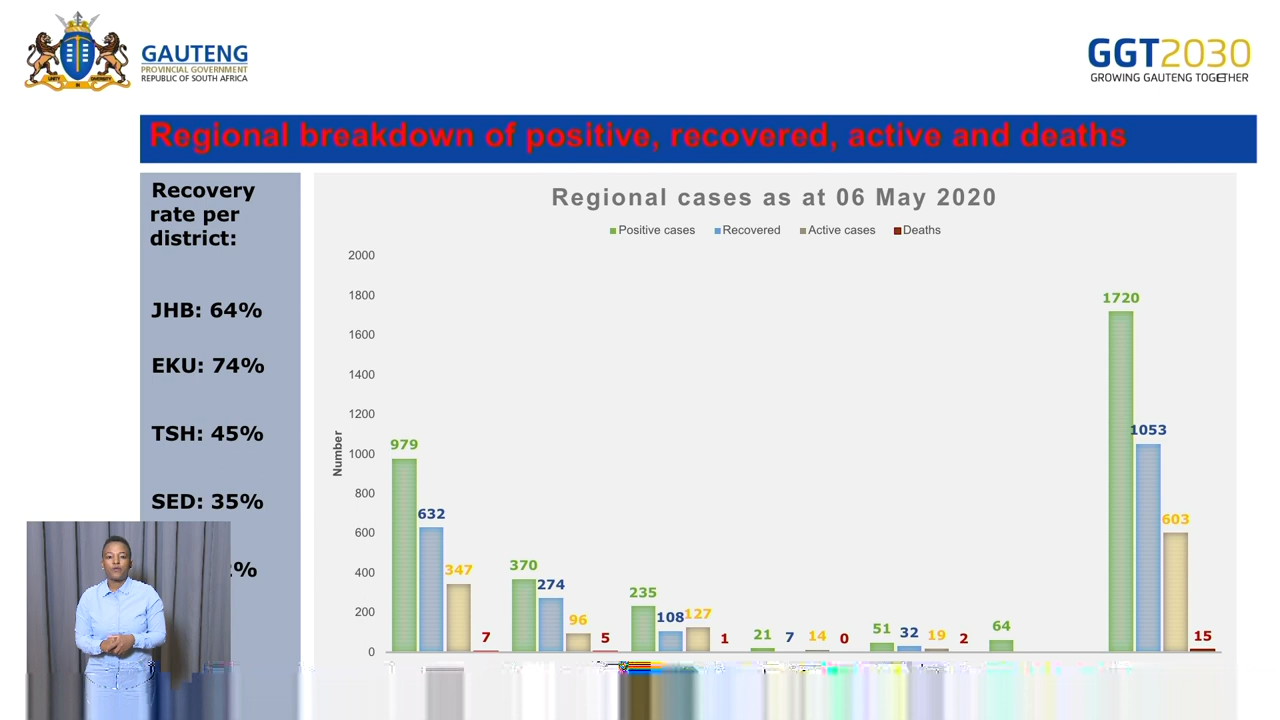 GAUTENG
PROVINCIAL GOVERNMENT
REPUBLIC OF SOUTH AFRICA
UNITY IN DIVERSITY
GGT2030
GROWING GAUTENG TOGETHER
Regional breakdown of positive, recovered, active and deaths
Recovery
rate per
district:
JHB: 64%
EKU: 74%
TSH: 45%
SED: 35%
%
Regional cases as at 06 May 2020
Positive cases Recovered Active cases Deaths
Number
2000
1800
1600
1400
1200
1000
800
600
400
200
0
979 632 347 7
370 274 96 5
235 108 127 1
21 7 14 0
51 32 19 2
64
1720 1053 603 15